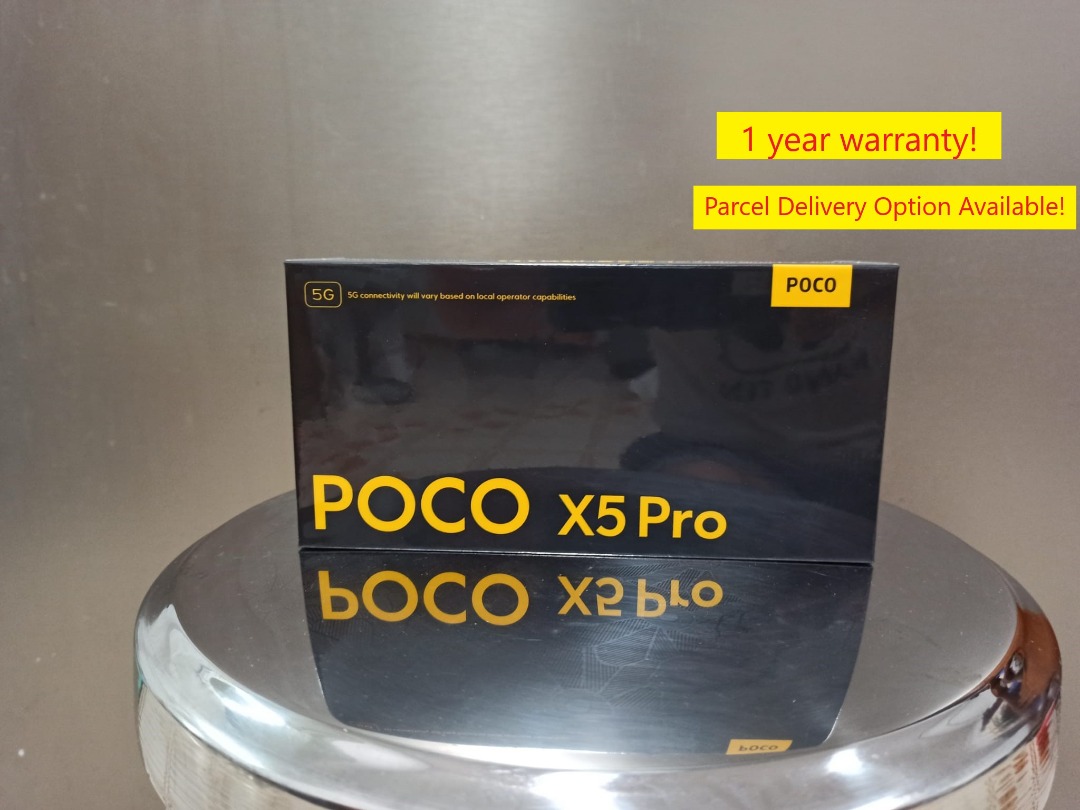 1 year warranty!
Parcel Delivery Option Available!
5G 5G connectivity will vary based on local operator capabilities
POCO
POCO X5 Pro